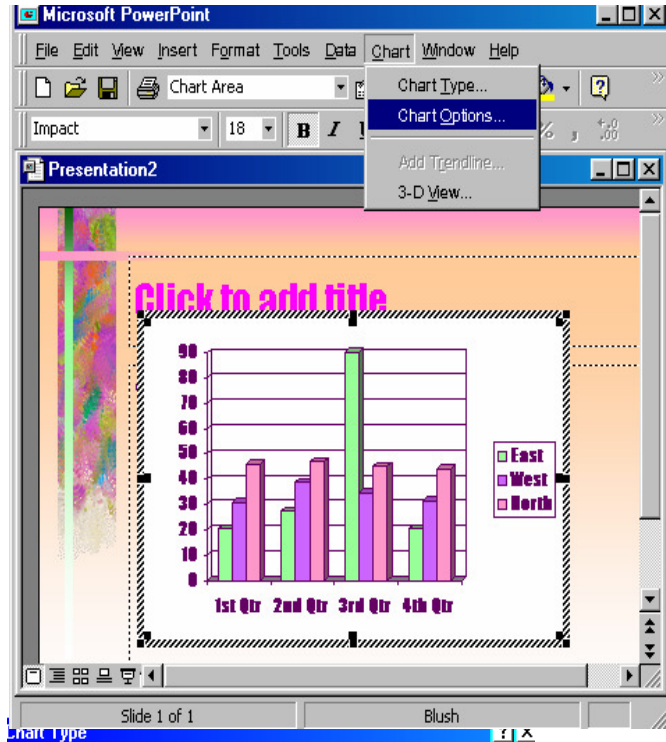 Microsoft PowerPoint
File Edit View Insert Format Tools Data Chart Window Help
Chart Area
Chart Type...
Chart Options...
Add Trendline...
3-D View...
Impact 18 B I % , +.0 .00
Presentation2
Click to add title
90
80
70
60
50
40
30
20
10
0
1st Qtr 2nd Qtr 3rd Qtr 4th Qtr
East
West
North
Slide 1 of 1 Blush
Chart Type